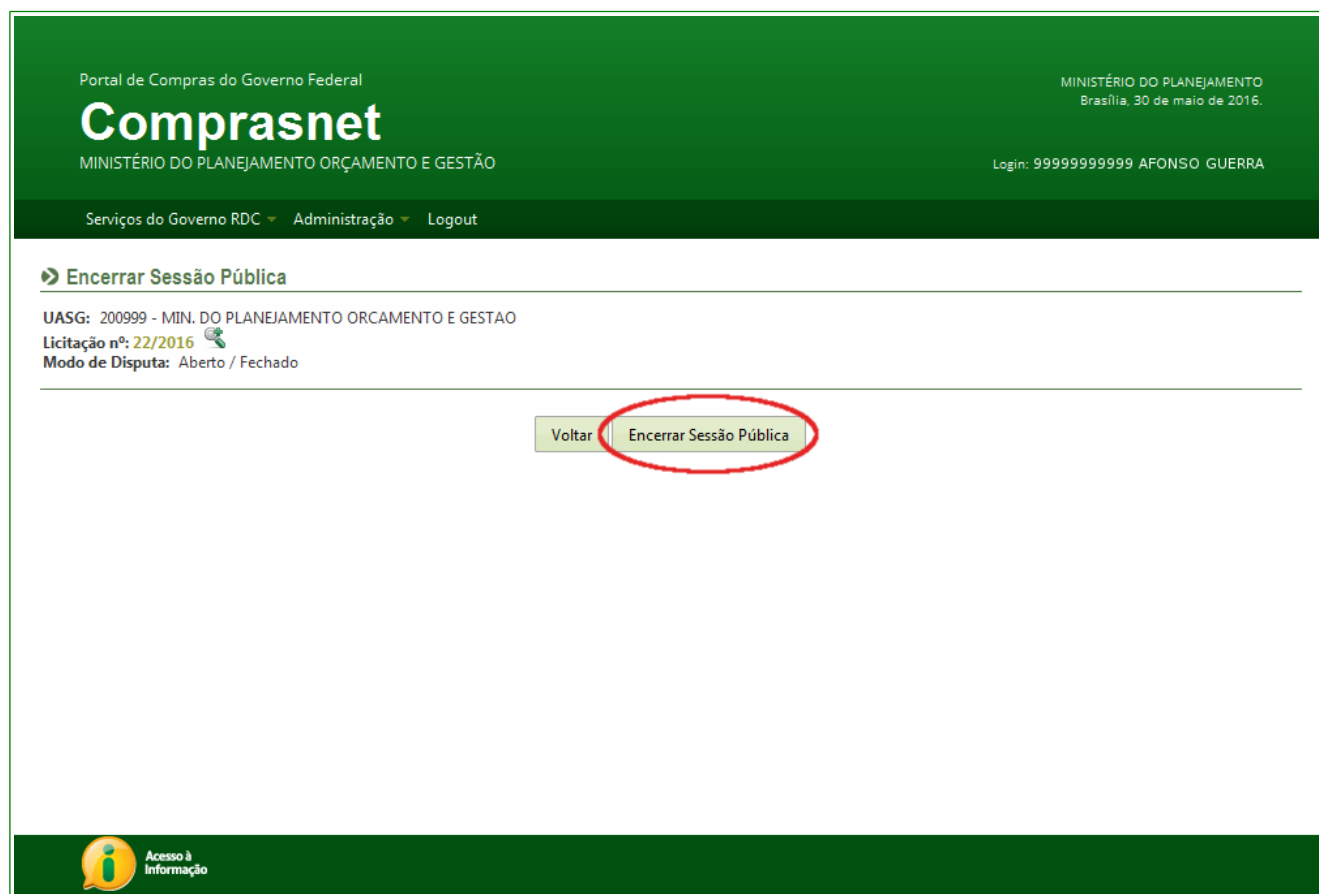 Portal de Compras do Governo Federal
Comprasnet
MINISTÉRIO DO PLANEJAMENTO ORÇAMENTO E GESTÃO
MINISTÉRIO DO PLANEJAMENTO
Brasília, 30 de maio de 2016.
Login: 99999999999 AFONSO GUERRA
Serviços do Governo RDC Administração Logout
Encerrar Sessão Pública
UASG: 200999 - MIN. DO PLANEJAMENTO ORCAMENTO E GESTAO
Licitação nº: 22/2016
Modo de Disputa: Aberto / Fechado
Voltar Encerrar Sessão Pública
Acesso à
Informação